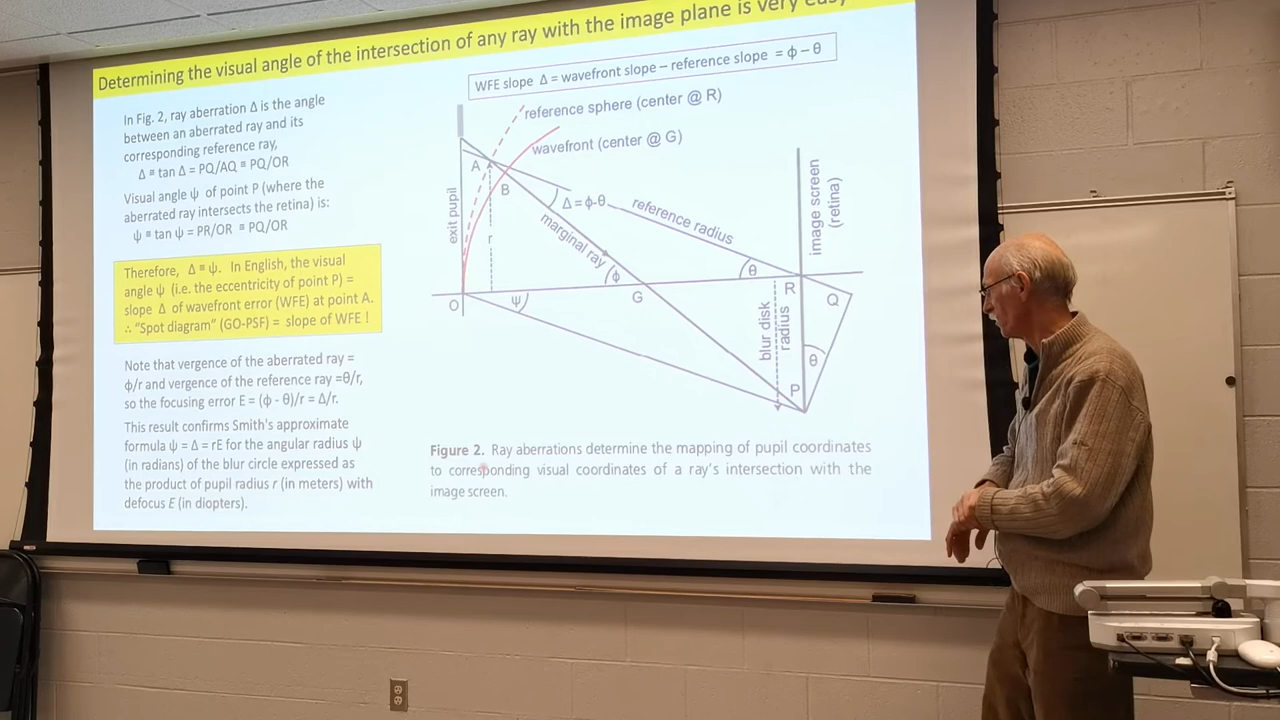 Determining the visual angle of the intersection of any ray with the image plane is very easy
In Fig. 2, ray aberration Δ is the angle
between an aberrated ray and its
corresponding reference ray,
Δ ≅ tan Δ = PQ/AQ ≅ PQ/OR
Visual angle ψ of point P (where the
aberrated ray intersects the retina) is:
ψ ≅ tan ψ = PR/OR ≅ PQ/OR
Therefore, Δ ≅ ψ. In English, the visual
angle ψ (i.e. the eccentricity of point P) =
slope Δ of wavefront error (WFE) at point A.
∴ “Spot diagram” (GO-PSF) = slope of WFE !
Note that vergence of the aberrated ray =
ϕ/r and vergence of the reference ray =θ/r,
so the focusing error E = (ϕ - θ)/r = Δ/r.
This result confirms Smith's approximate
formula ψ = Δ = rE for the angular radius ψ
(in radians) of the blur circle expressed as
the product of pupil radius r (in meters) with
defocus E (in diopters).
WFE slope Δ = wavefront slope – reference slope = ϕ – θ
reference sphere (center @ R)
wavefront (center @ G)
exit pupil
A
B
r
Δ=ϕ-θ
reference radius
marginal ray
ϕ
θ
image screen
(retina)
O
ψ
G
R
Q
blur disk
radius
θ
P
Figure 2. Ray aberrations determine the mapping of pupil coordinates
to corresponding visual coordinates of a ray's intersection with the
image screen.